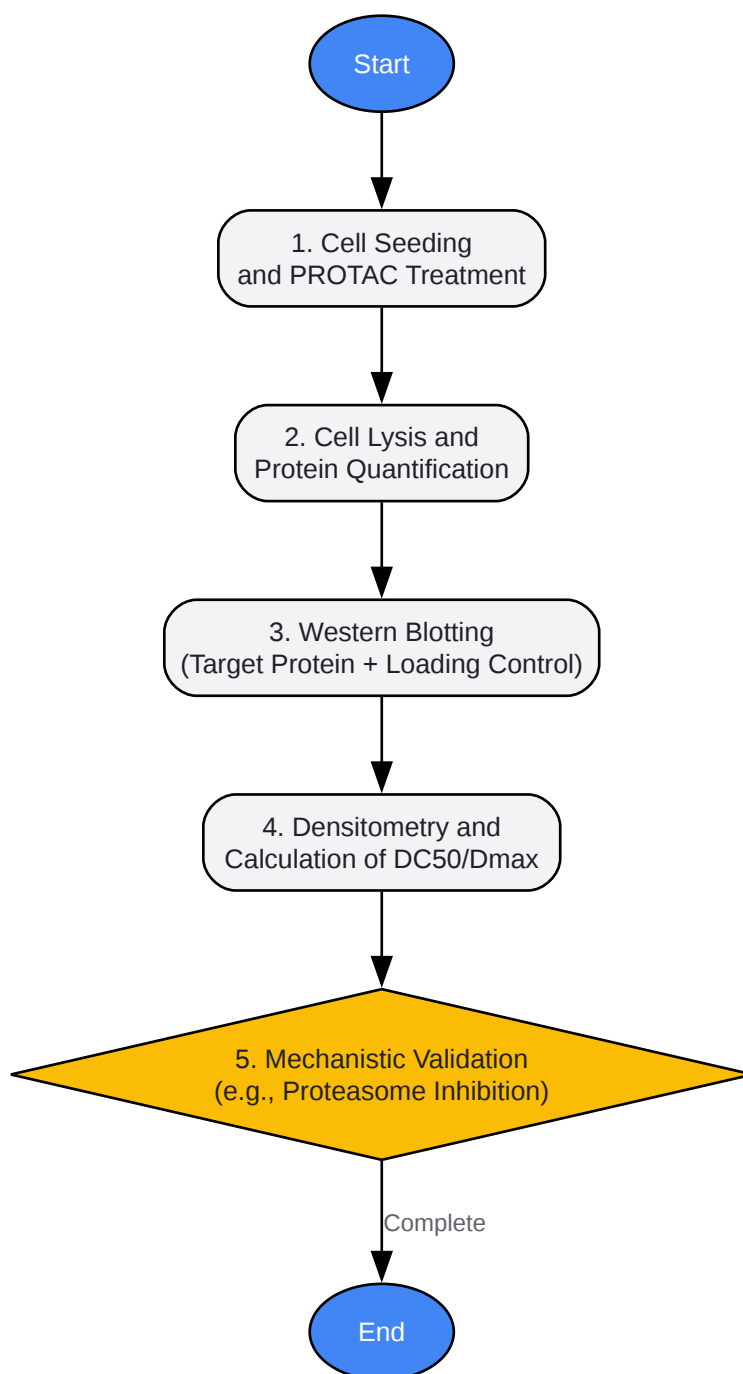 Start
1. Cell Seeding
and PROTAC Treatment
2. Cell Lysis and
Protein Quantification
3. Western Blotting
(Target Protein + Loading Control)
4. Densitometry and
Calculation of DC50/Dmax
5. Mechanistic Validation
(e.g., Proteasome Inhibition)
Complete
End